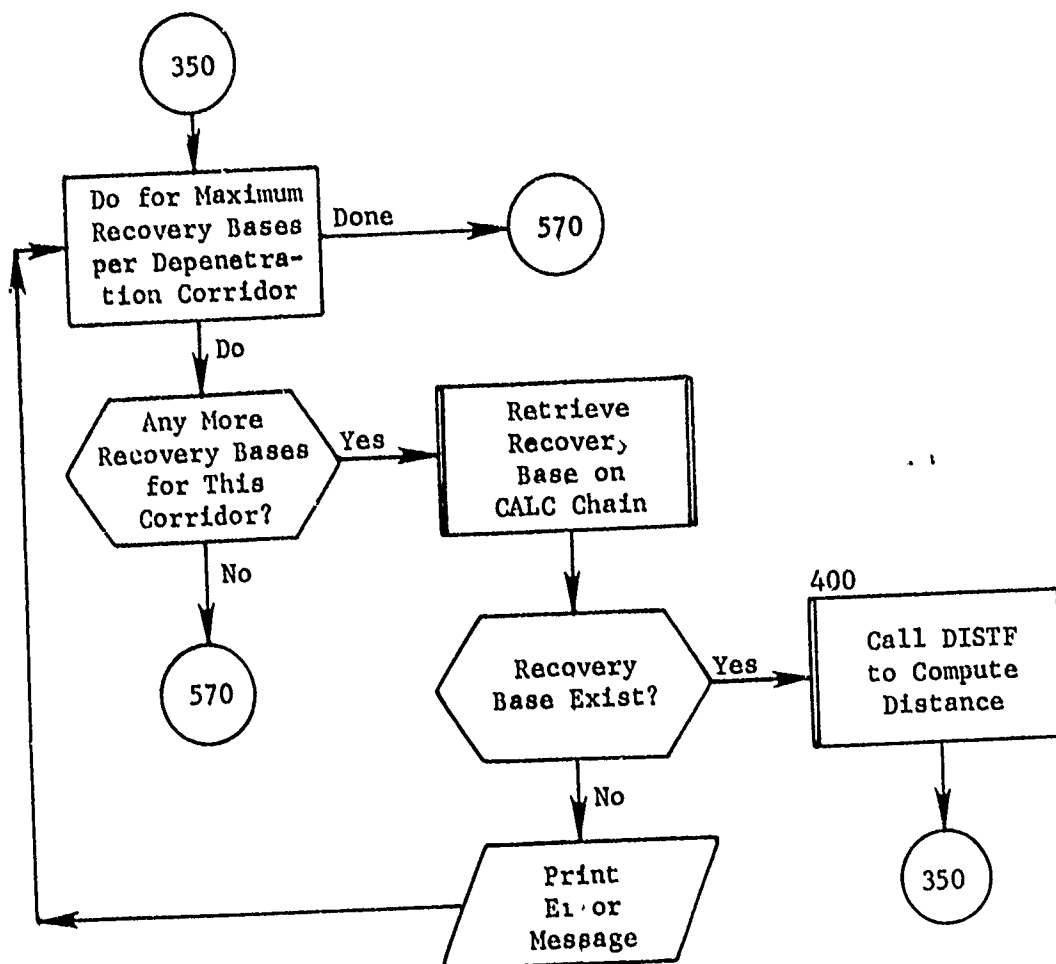 350
Do for Maximum
Recovery Bases
per Depenetra-
tion Corridor
Done
570
Do
Any More
Recovery Bases
for This
Corridor?
Yes
Retrieve
Recovery
Base on
CALC Chain
No
570
Recovery
Base Exist?
Yes
400
Call DISTF
to Compute
Distance
No
350
Print
Message